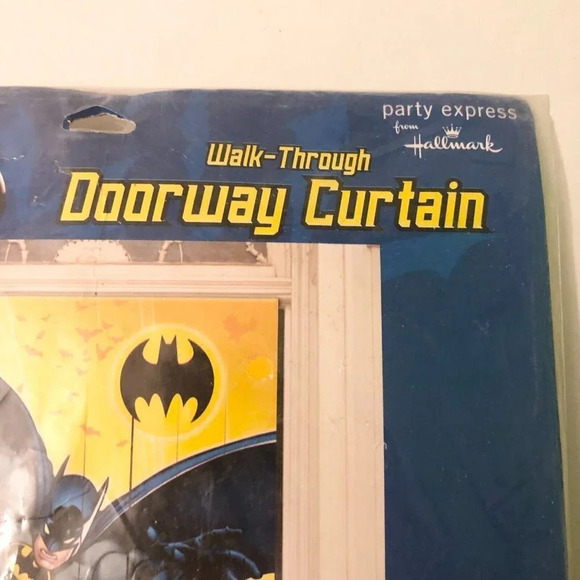 party express
from Hallmark
Walk-Through
Doorway Curtain